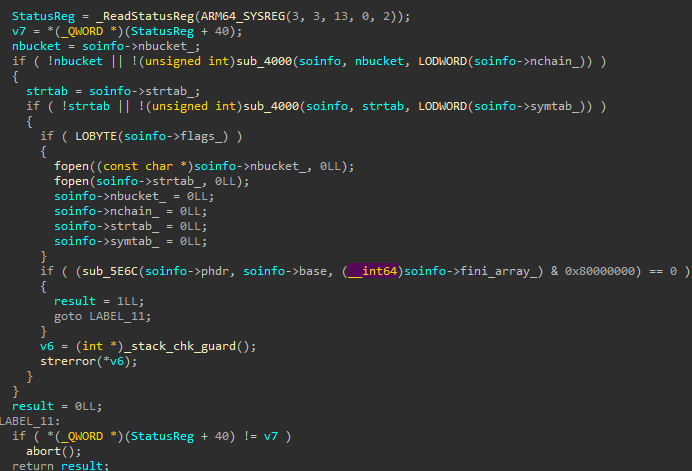 StatusReg = _ReadStatusReg(ARM64_SYSREG(3, 3, 13, 0, 2));
v7 = *(_QWORD *)(StatusReg + 40);
nbucket = soinfo->nbucket_;
if ( !nbucket || !(unsigned int)sub_4000(soinfo, nbucket, LODWORD(soinfo->nchain_)) )
{
strtab = soinfo->strtab_;
if ( !strtab || !(unsigned int)sub_4000(soinfo, strtab, LODWORD(soinfo->symtab_)) )
{
if ( LOBYTE(soinfo->flags_) )
{
fopen((const char *)soinfo->nbucket_, 0LL);
fopen(soinfo->strtab_, 0LL);
soinfo->nbucket_ = 0LL;
soinfo->nchain_ = 0LL;
soinfo->strtab_ = 0LL;
soinfo->symtab_ = 0LL;
}
if ( (sub_5E6C(soinfo->phdr, soinfo->base, (__int64)soinfo->fini_array_) & 0x80000000) == 0 )
{
result = 1LL;
goto LABEL_11;
}
v6 = (int *)_stack_chk_guard();
strerror(*v6);
}
}
result = 0LL;
LABEL_11:
if ( *(_QWORD *)(StatusReg + 40) != v7 )
abort();
return result;